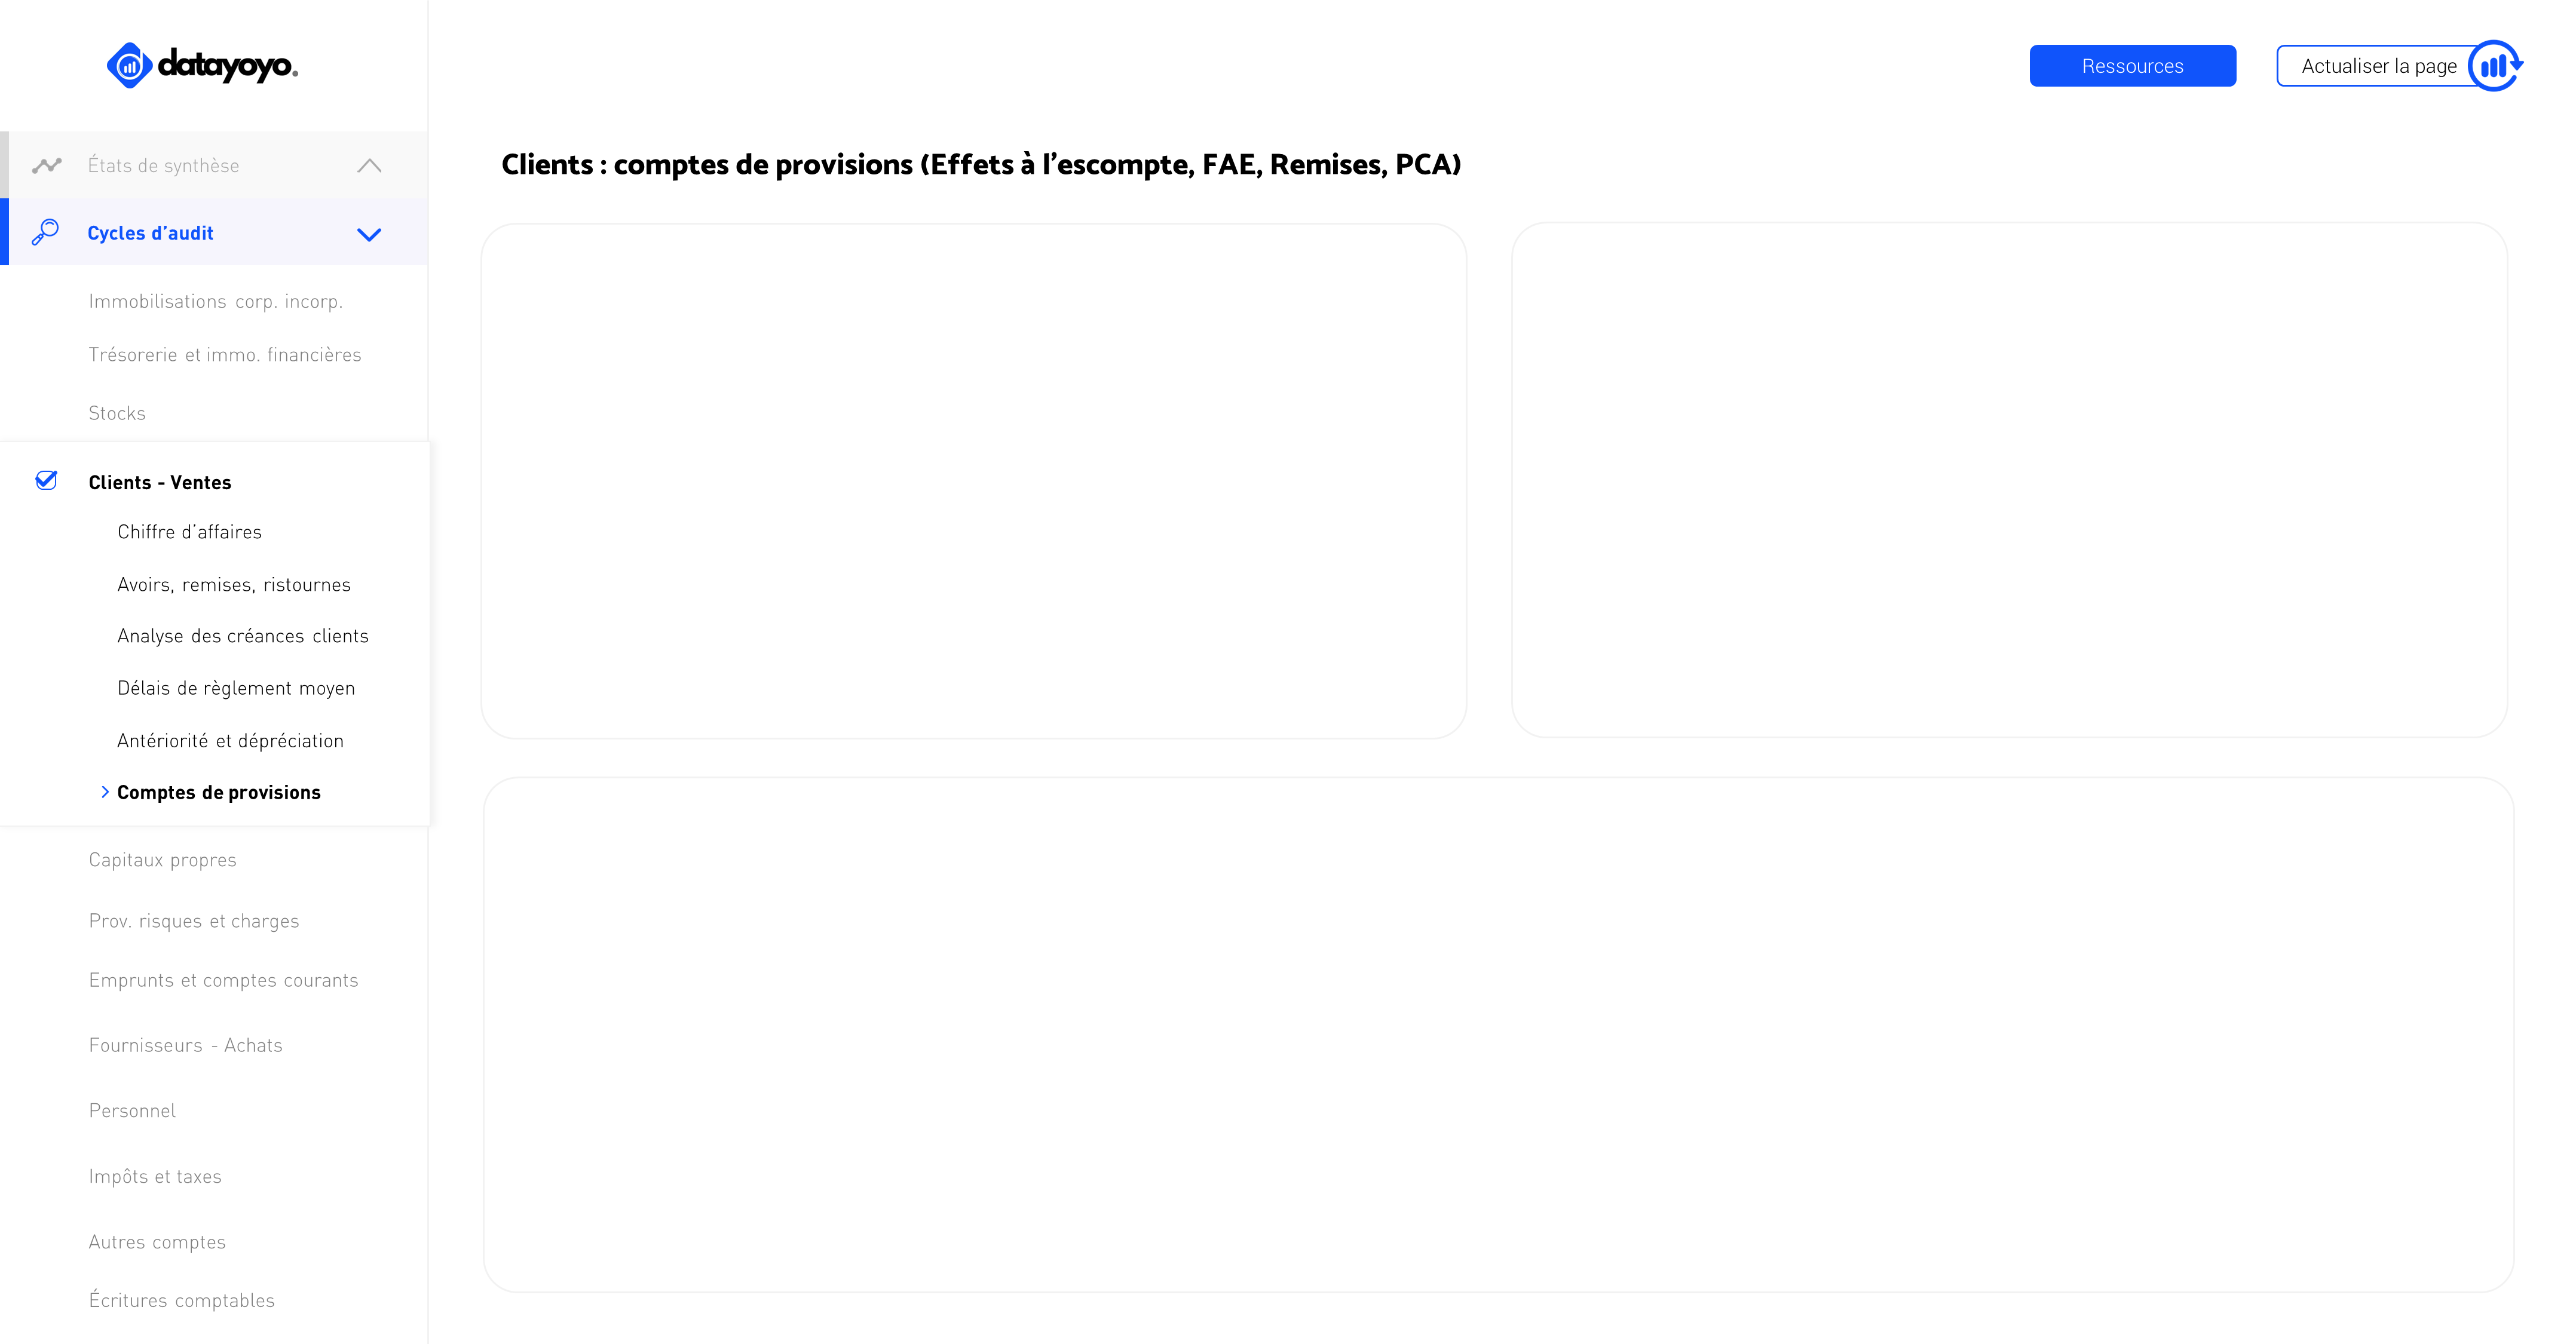 datayoyo.
Ressources
Actualiser la page
États de synthèse
Cycles d’audit
Immobilisations corp. incorp.
Trésorerie et immo. financières
Stocks
Clients - Ventes
Chiffre d’affaires
Avoirs, remises, ristournes
Analyse des créances clients
Délais de règlement moyen
Antériorité et dépréciation
Comptes de provisions
Capitaux propres
Prov. risques et charges
Emprunts et comptes courants
Fournisseurs - Achats
Personnel
Impôts et taxes
Autres comptes
Écritures comptables
Clients : comptes de provisions (Effets à l’escompte, FAE, Remises, PCA)